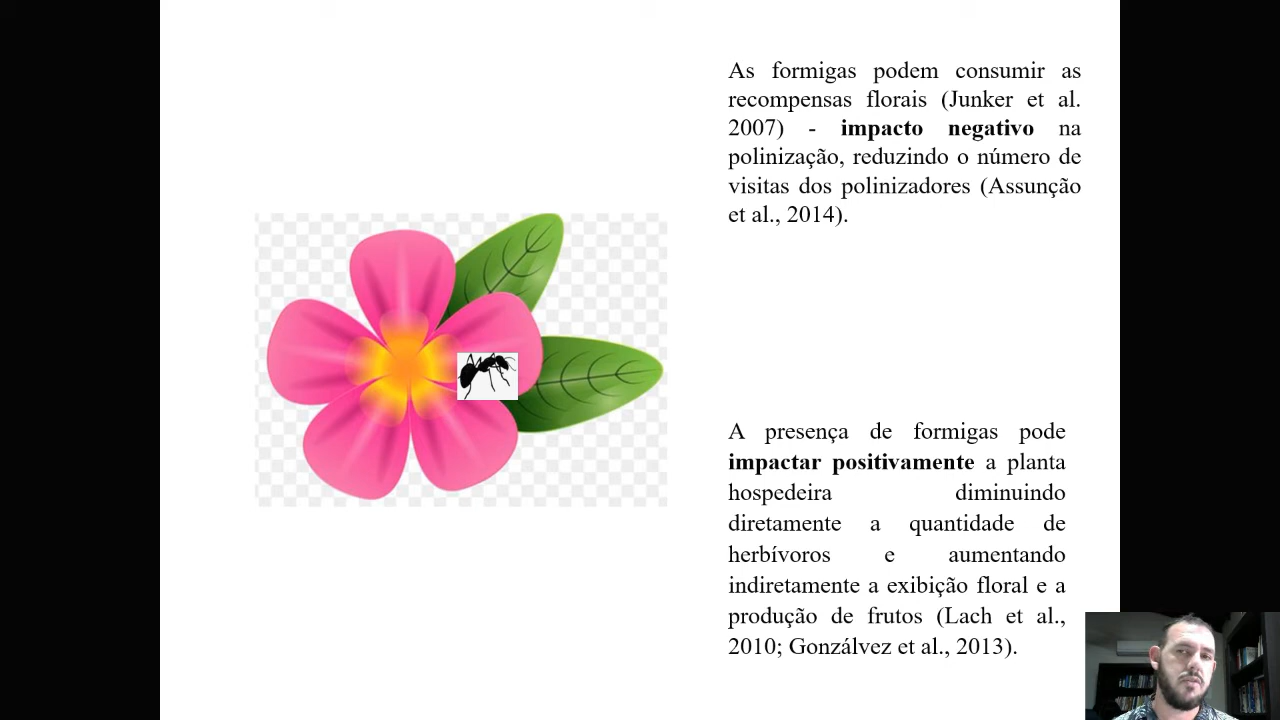 As formigas podem consumir as
recompensas florais (Junker et al.
2007) - impacto negativo na
polinização, reduzindo o número de
visitas dos polinizadores (Assunção
et al., 2014).
A presença de formigas pode
impactar positivamente a planta
hospedeira diminuindo
diretamente a quantidade de
herbívoros e aumentando
indiretamente a exibição floral e a
produção de frutos (Lach et al.,
2010; Gonzálvez et al., 2013).